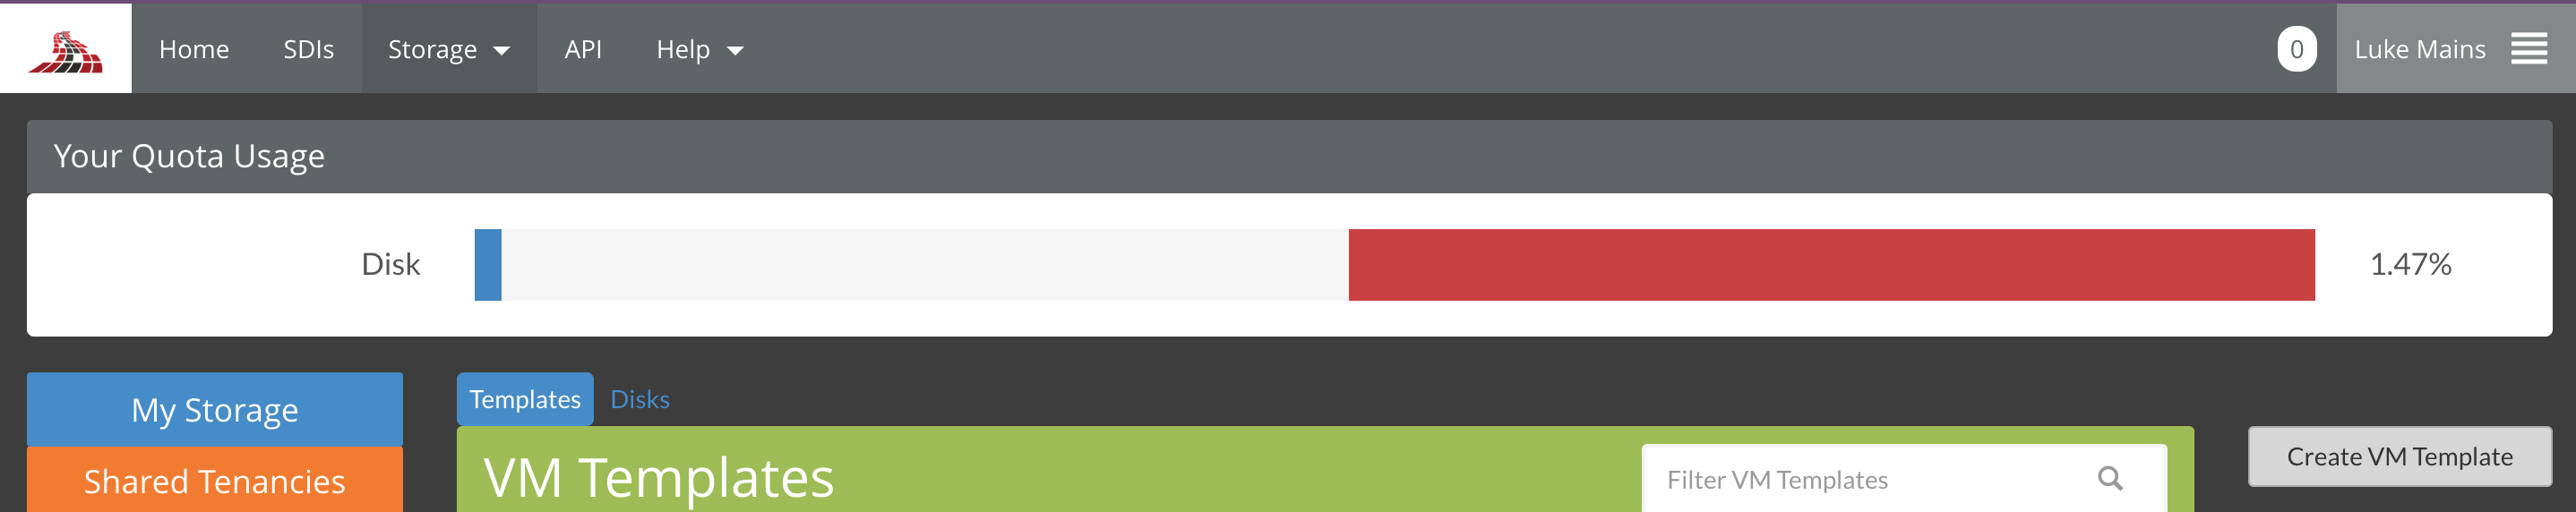 Home SDIs Storage API Help 0 Luke Mains
Your Quota Usage
Disk 1.47%
My Storage
Shared Tenancies
Templates Disks
VM Templates
Filter VM Templates
Create VM Template